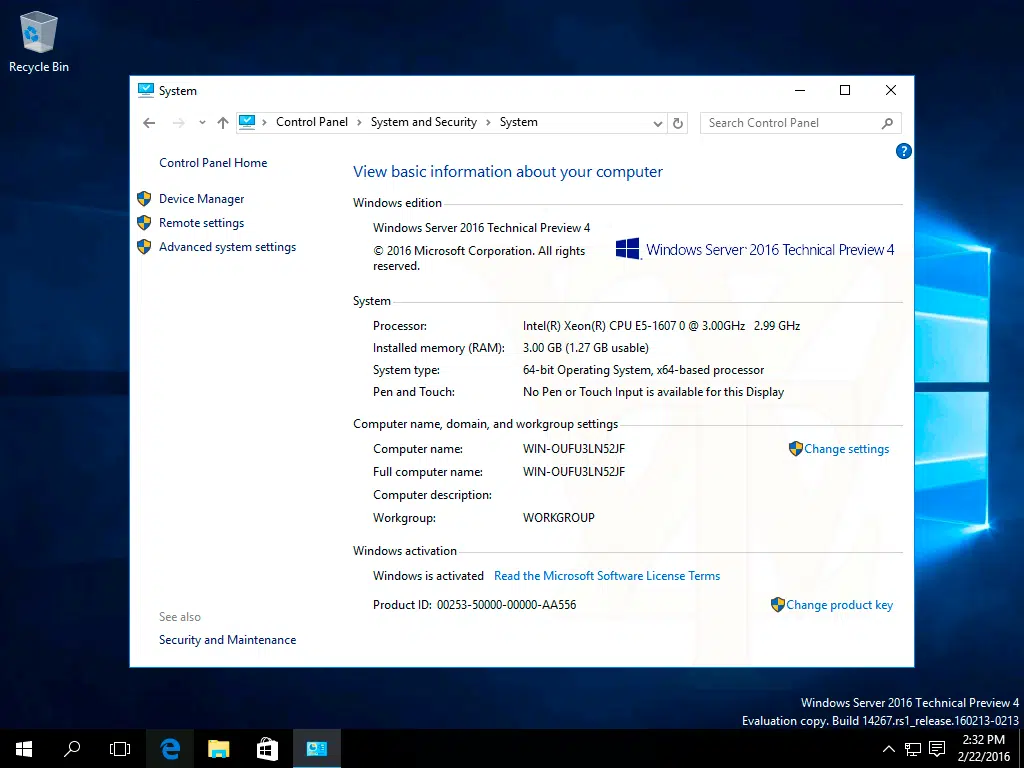 Recycle Bin
System
Control Panel > System and Security > System
Search Control Panel
?
Control Panel Home
Device Manager
Remote settings
Advanced system settings
View basic information about your computer
Windows edition
Windows Server 2016 Technical Preview 4
© 2016 Microsoft Corporation. All rights
reserved.
Windows Server® 2016 Technical Preview 4
System
Processor: Intel(R) Xeon(R) CPU E5-1607 0 @ 3.00GHz 2.99 GHz
Installed memory (RAM): 3.00 GB (1.27 GB usable)
System type: 64-bit Operating System, x64-based processor
Pen and Touch: No Pen or Touch Input is available for this Display
Computer name, domain, and workgroup settings
Computer name: WIN-OUFU3LN52JF
Change settings
Full computer name: WIN-OUFU3LN52JF
Computer description:
Workgroup: WORKGROUP
Windows activation
Windows is activated Read the Microsoft Software License Terms
Product ID: 00253-50000-00000-AA556
Change product key
See also
Security and Maintenance
Windows Server 2016 Technical Preview 4
Evaluation copy. Build 14267.rs1_release.160213-0213
2:32 PM
2/22/2016